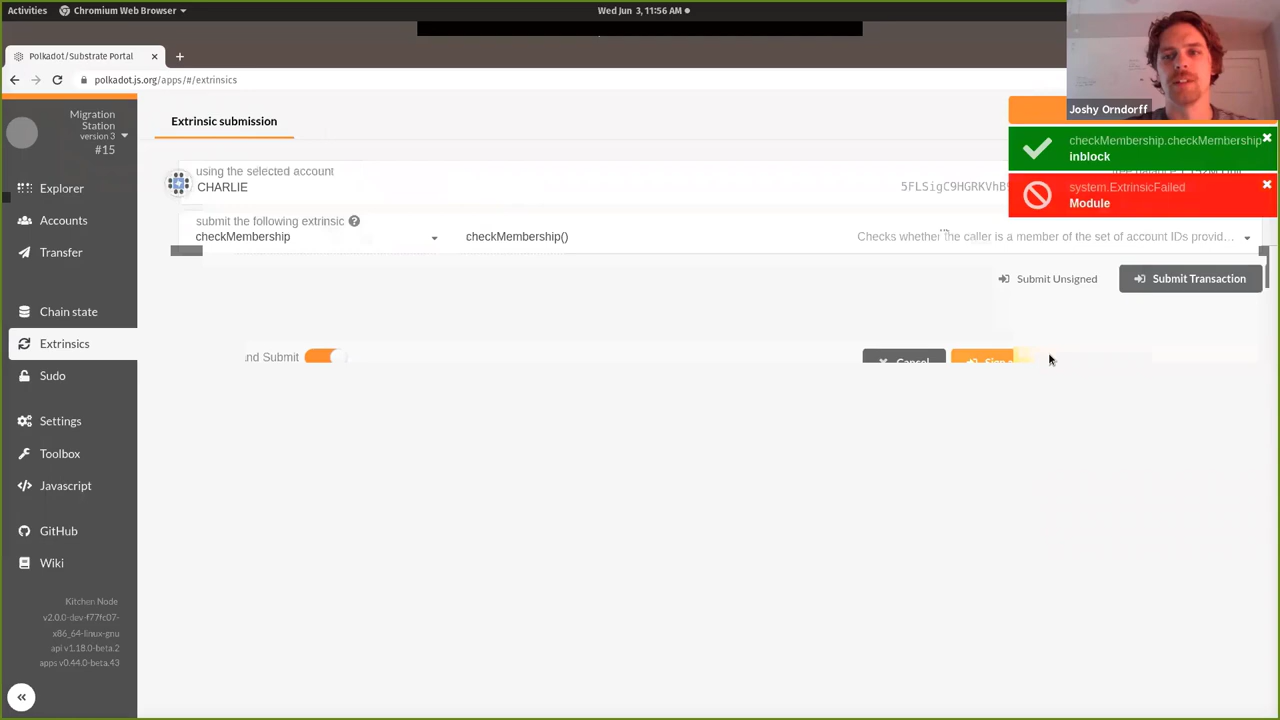 Activities
Chromium Web Browser
Wed Jun 3, 11:56 AM
Polkadot/Substrate Portal
polkadot.js.org/apps/#/extrinsics
Joshy Orndorff
Migration
Station
version 3
#15
Extrinsic submission
checkMembership.checkMembership
inblock
system.ExtrinsicFailed
Module
using the selected account
CHARLIE
submit the following extrinsic
checkMembership
checkMembership()
Checks whether the caller is a member of the set of account IDs provid...
Submit Unsigned
Submit Transaction
and Submit
Cancel
Explorer
Accounts
Transfer
Chain state
Extrinsics
Sudo
Settings
Toolbox
Javascript
GitHub
Wiki
Kitchen Node
v2.0.0-dev-f77fc07-
x86_64-linux-gnu
api v1.18.0-beta.2
apps v0.44.0-beta.43